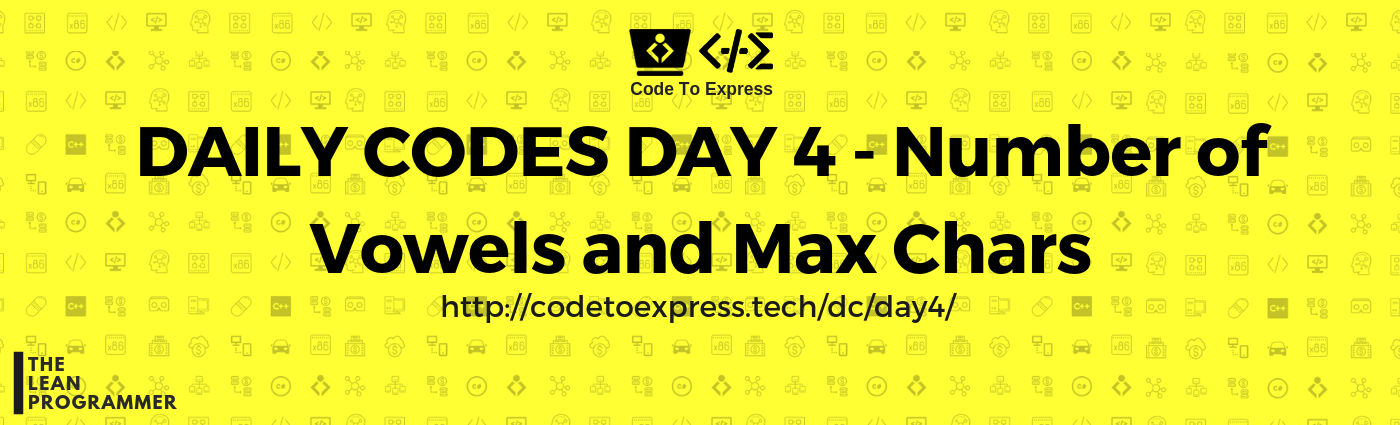 Code To Express
DAILY CODES DAY 4 - Number of
Vowels and Max Chars
http://codetoexpress.tech/dc/day4/
THE
LEAN
PROGRAMMER